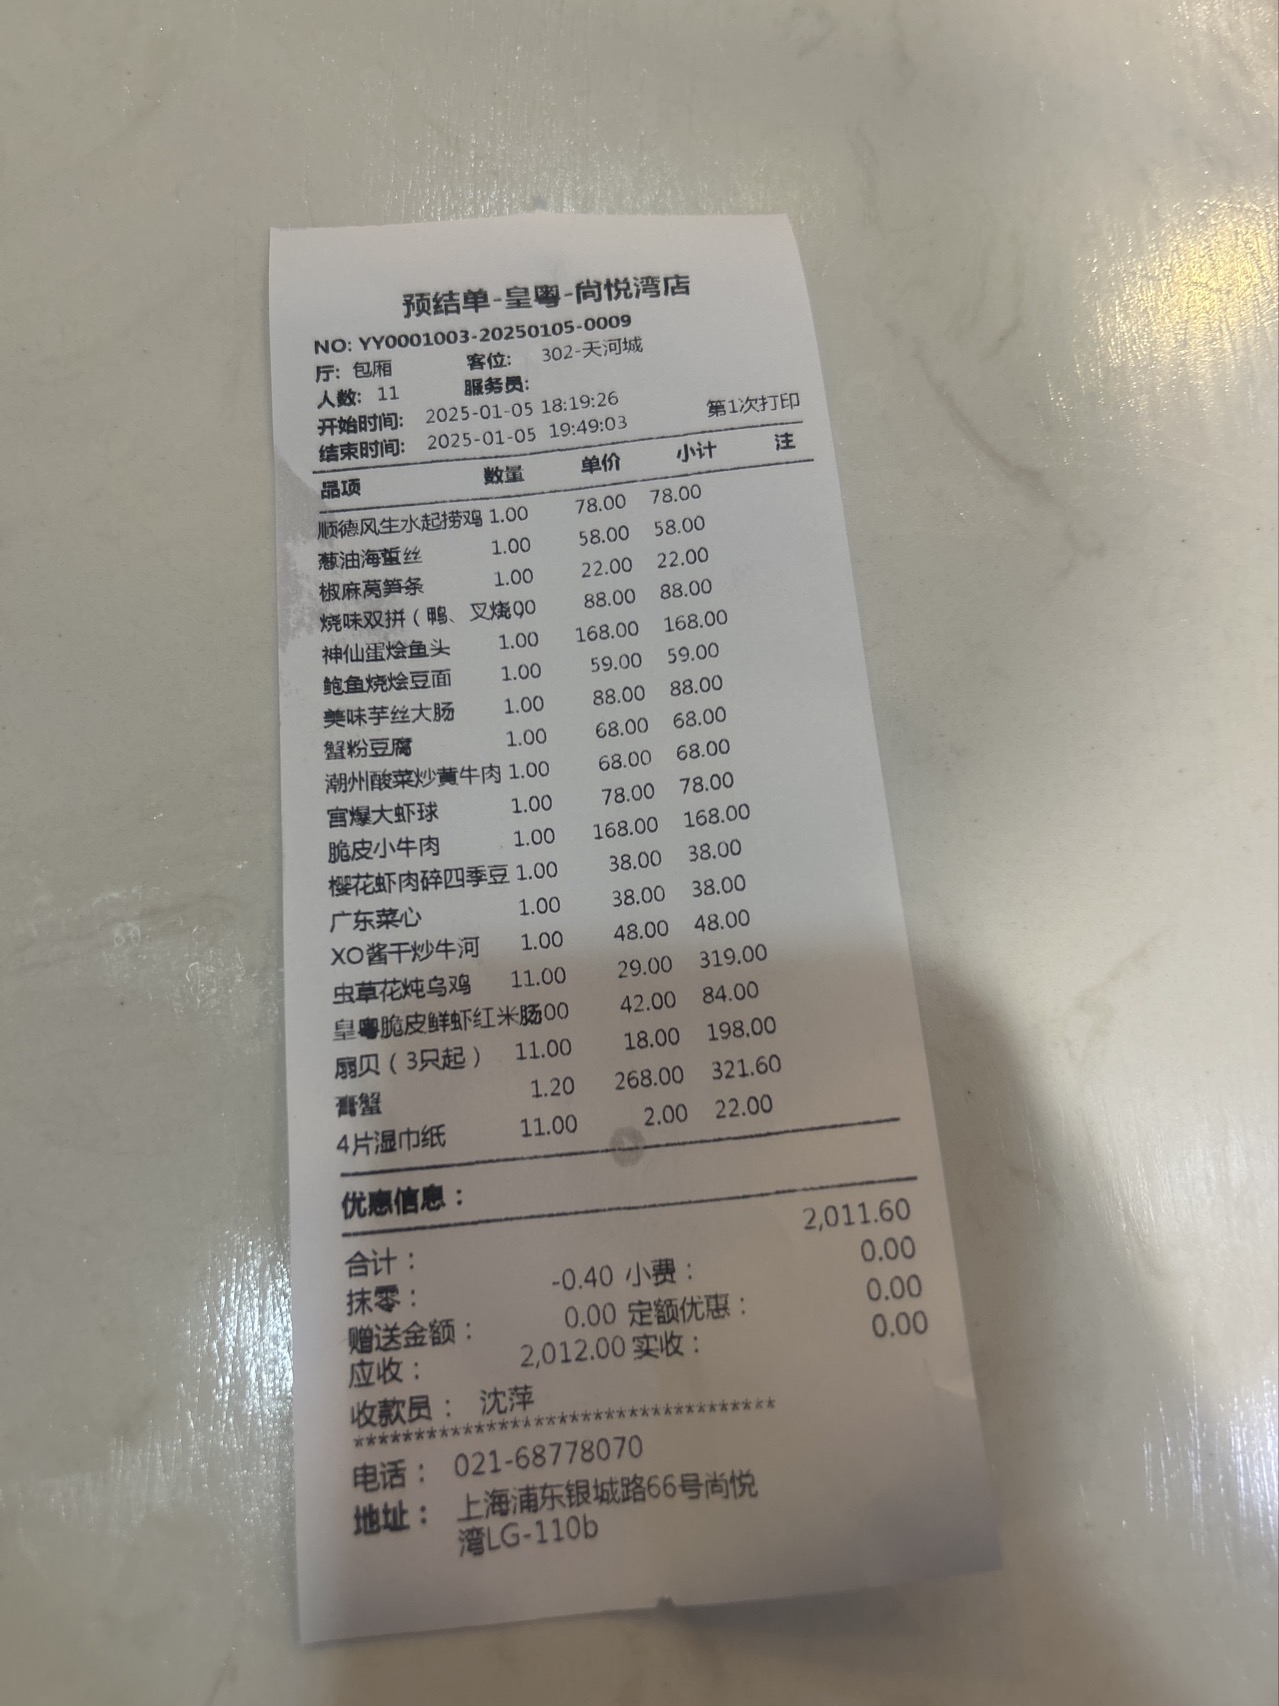 预结单-皇粤-尚悦湾店
NO: YY0001003-20250105-0009
厅: 包厢 客位: 302-天河城
人数: 11 服务员:
开始时间: 2025-01-05 18:19:26
结束时间: 2025-01-05 19:49:03 第1次打印
品项 数量 单价 小计 注
顺德风生水起捞鸡 1.00 78.00 78.00
葱油海蜇丝 1.00 58.00 58.00
椒麻莴笋条 1.00 22.00 22.00
烧味双拼（鸭、叉烧 00 88.00 88.00
神仙蛋烩鱼头 1.00 168.00 168.00
鲍鱼烧烩豆面 1.00 59.00 59.00
美味芋丝大肠 1.00 88.00 88.00
蟹粉豆腐 1.00 68.00 68.00
潮州酸菜炒黄牛肉 1.00 68.00 68.00
宫爆大虾球 1.00 78.00 78.00
脆皮小牛肉 1.00 168.00 168.00
樱花虾肉碎四季豆 1.00 38.00 38.00
广东菜心 1.00 38.00 38.00
XO酱干炒牛河 1.00 48.00 48.00
虫草花炖乌鸡 11.00 29.00 319.00
皇粤脆皮鲜虾红米肠 00 42.00 84.00
扇贝（3只起） 11.00 18.00 198.00
膏蟹 1.20 268.00 321.60
4片湿巾纸 11.00 2.00 22.00
优惠信息：
合计： 2,011.60
抹零： -0.40 小费： 0.00
赠送金额： 0.00 定额优惠： 0.00
应收： 2,012.00 实收： 0.00
收款员： 沈萍
***********************************
电话： 021-68778070
地址： 上海浦东银城路66号尚悦
湾LG-110b